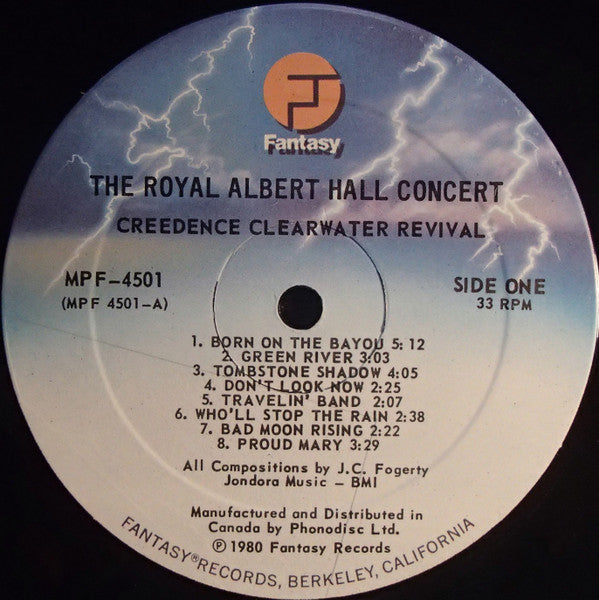 Fantasy
THE ROYAL ALBERT HALL CONCERT
CREEDENCE CLEARWATER REVIVAL
MPF-4501
(MPF 4501-A)
SIDE ONE
33 RPM
1. BORN ON THE BAYOU 5: 12
2. GREEN RIVER 3:03
3. TOMBSTONE SHADOW 4:05
4. DON'T LOOK NOW 2:25
5. TRAVELIN' BAND 2:07
6. WHO'LL STOP THE RAIN 2:38
7. BAD MOON RISING 2:22
8. PROUD MARY 3:29
All Compositions by J.C. Fogerty
Jondora Music - BMI
Manufactured and Distributed in
Canada by Phonodisc Ltd.
℗ 1980 Fantasy Records
FANTASY® RECORDS, BERKELEY, CALIFORNIA